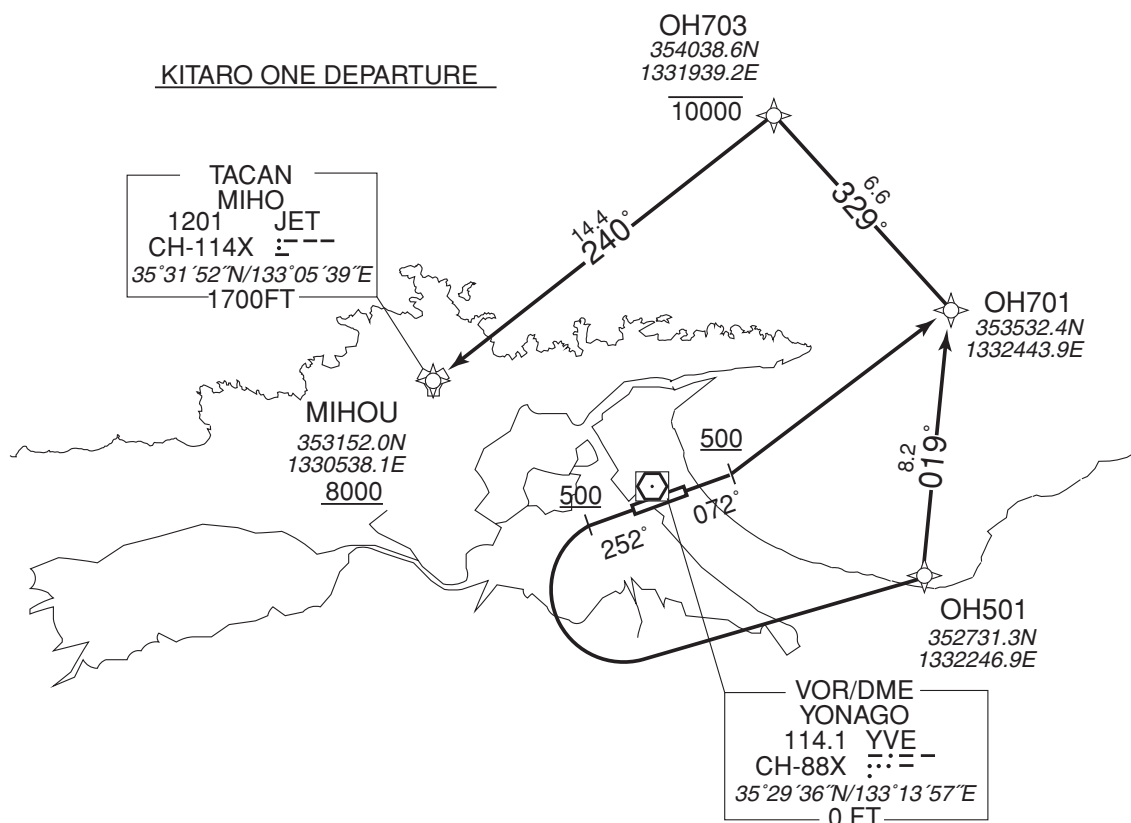 KITARO ONE DEPARTURE
OH703
354038.6N
1331939.2E
10000
TACAN
MIHO
1201 JET
CH-114X
35°31´52˝N/133°05´39˝E
1700FT
14.4
240°
6.6
329°
OH701
353532.4N
1332443.9E
MIHOU
353152.0N
1330538.1E
8000
500
500
072°
252°
8.2
019°
OH501
352731.3N
1332246.9E
VOR/DME
YONAGO
114.1 YVE
CH-88X
35°29´36˝N/133°13´57˝E
0 FT